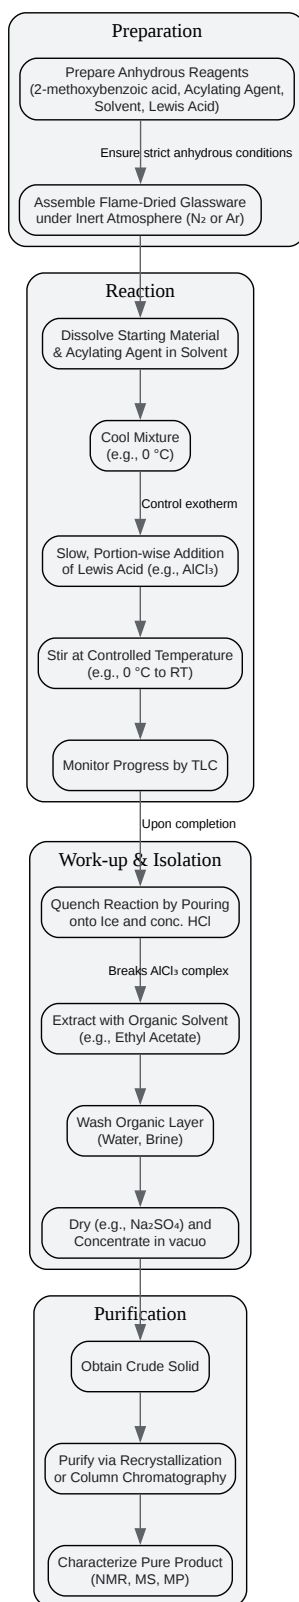 Preparation
Prepare Anhydrous Reagents
(2-methoxybenzoic acid, Acylating Agent,
Solvent, Lewis Acid)
Ensure strict anhydrous conditions
Assemble Flame-Dried Glassware
under Inert Atmosphere (N₂ or Ar)
Reaction
Dissolve Starting Material
& Acylating Agent in Solvent
Cool Mixture
(e.g., 0 °C)
Control exotherm
Slow, Portion-wise Addition
of Lewis Acid (e.g., AlCl₃)
Stir at Controlled Temperature
(e.g., 0 °C to RT)
Monitor Progress by TLC
Upon completion
Work-up & Isolation
Quench Reaction by Pouring
onto Ice and conc. HCl
Breaks AlCl₃ complex
Extract with Organic Solvent
(e.g., Ethyl Acetate)
Wash Organic Layer
(Water, Brine)
Dry (e.g., Na₂SO₄) and
Concentrate in vacuo
Purification
Obtain Crude Solid
Purify via Recrystallization
or Column Chromatography
Characterize Pure Product
(NMR, MS, MP)